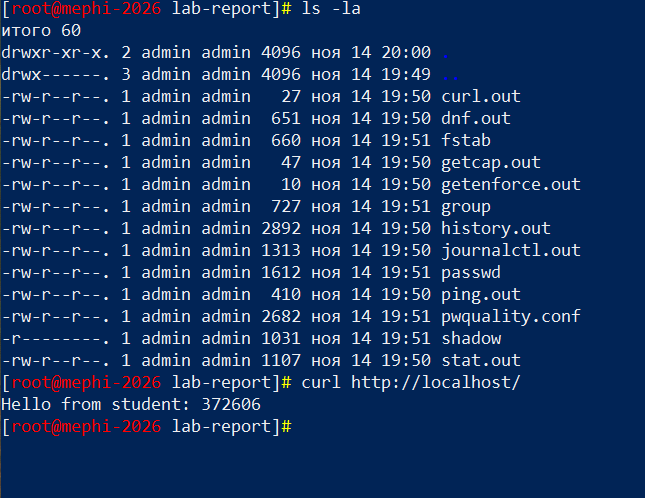 [root@mephi-2026 lab-report]# ls -la
итого 60
drwxr-xr-x. 2 admin admin 4096 ноя 14 20:00 .
drwx------. 3 admin admin 4096 ноя 14 19:49 ..
-rw-r--r--. 1 admin admin   27 ноя 14 19:50 curl.out
-rw-r--r--. 1 admin admin  651 ноя 14 19:50 dnf.out
-rw-r--r--. 1 admin admin  660 ноя 14 19:51 fstab
-rw-r--r--. 1 admin admin   47 ноя 14 19:50 getcap.out
-rw-r--r--. 1 admin admin   10 ноя 14 19:50 getenforce.out
-rw-r--r--. 1 admin admin  727 ноя 14 19:51 group
-rw-r--r--. 1 admin admin 2892 ноя 14 19:50 history.out
-rw-r--r--. 1 admin admin 1313 ноя 14 19:50 journalctl.out
-rw-r--r--. 1 admin admin 1612 ноя 14 19:51 passwd
-rw-r--r--. 1 admin admin  410 ноя 14 19:50 ping.out
-rw-r--r--. 1 admin admin 2682 ноя 14 19:51 pwquality.conf
-r--------. 1 admin admin 1031 ноя 14 19:51 shadow
-rw-r--r--. 1 admin admin 1107 ноя 14 19:50 stat.out
[root@mephi-2026 lab-report]# curl http://localhost/
Hello from student: 372606
[root@mephi-2026 lab-report]#